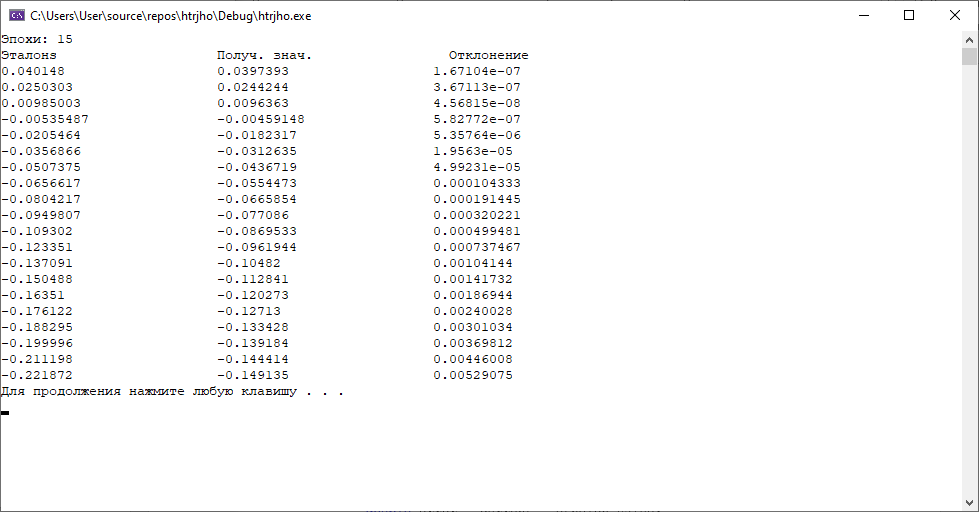 C:\Users\User\source\repos\htrjho\Debug\htrjho.exe
Эпохи: 15
Эталонs Получ. знач. Отклонение
0.040148 0.0397393 1.67104e-07
0.0250303 0.0244244 3.67113e-07
0.00985003 0.0096363 4.56815e-08
-0.00535487 -0.00459148 5.82772e-07
-0.0205464 -0.0182317 5.35764e-06
-0.0356866 -0.0312635 1.9563e-05
-0.0507375 -0.0436719 4.99231e-05
-0.0656617 -0.0554473 0.000104333
-0.0804217 -0.0665854 0.000191445
-0.0949807 -0.077086 0.000320221
-0.109302 -0.0869533 0.000499481
-0.123351 -0.0961944 0.000737467
-0.137091 -0.10482 0.00104144
-0.150488 -0.112841 0.00141732
-0.16351 -0.120273 0.00186944
-0.176122 -0.12713 0.00240028
-0.188295 -0.133428 0.00301034
-0.199996 -0.139184 0.00369812
-0.211198 -0.144414 0.00446008
-0.221872 -0.149135 0.00529075
Для продолжения нажмите любую клавишу . . .